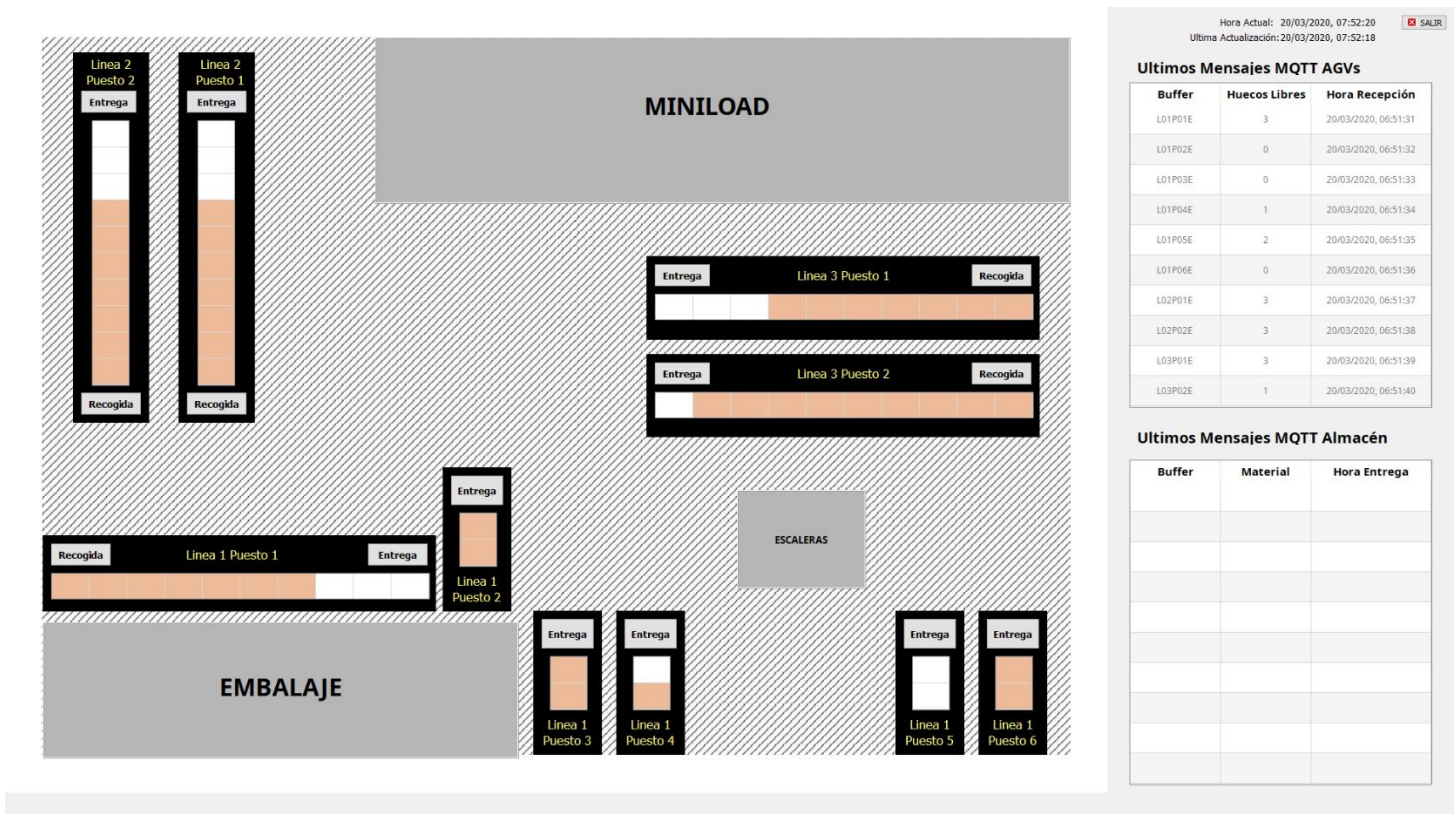 Hora Actual: 20/03/2020, 07:52:20
SALIR
Ultima Actualización: 20/03/2020, 07:52:18
Linea 2
Puesto 2
Entrega
Recogida
Linea 2
Puesto 1
Entrega
Recogida
MINILOAD
Entrega Linea 3 Puesto 1 Recogida
Entrega Linea 3 Puesto 2 Recogida
Entrega
Linea 1
Puesto 2
Recogida Linea 1 Puesto 1 Entrega
ESCALERAS
EMBALAJE
Entrega
Linea 1
Puesto 3
Entrega
Linea 1
Puesto 4
Entrega
Linea 1
Puesto 5
Entrega
Linea 1
Puesto 6
Ultimos Mensajes MQTT AGVs
Buffer Huecos Libres Hora Recepción
L01P01E 3 20/03/2020, 06:51:31
L01P02E 0 20/03/2020, 06:51:32
L01P03E 0 20/03/2020, 06:51:33
L01P04E 1 20/03/2020, 06:51:34
L01P05E 2 20/03/2020, 06:51:35
L01P06E 0 20/03/2020, 06:51:36
L02P01E 3 20/03/2020, 06:51:37
L02P02E 3 20/03/2020, 06:51:38
L03P01E 3 20/03/2020, 06:51:39
L03P02E 1 20/03/2020, 06:51:40
Ultimos Mensajes MQTT Almacén
Buffer Material Hora Entrega